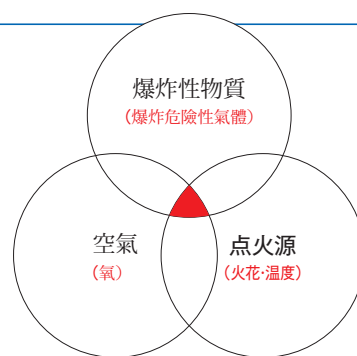 爆炸性物質
(爆炸危險性氣體)
空氣
(氧)
点火源
(火花·温度)